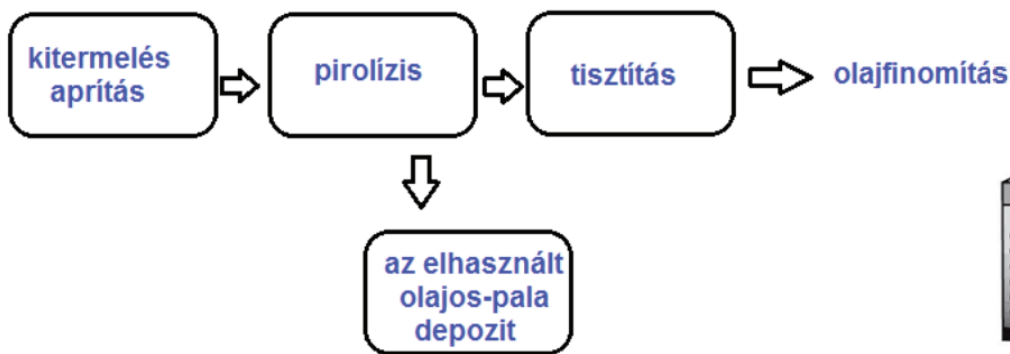 kitermelés
aprítás
pirolízis
tisztítás
olajfinomítás
az elhasznált
olajos-pala
depozit